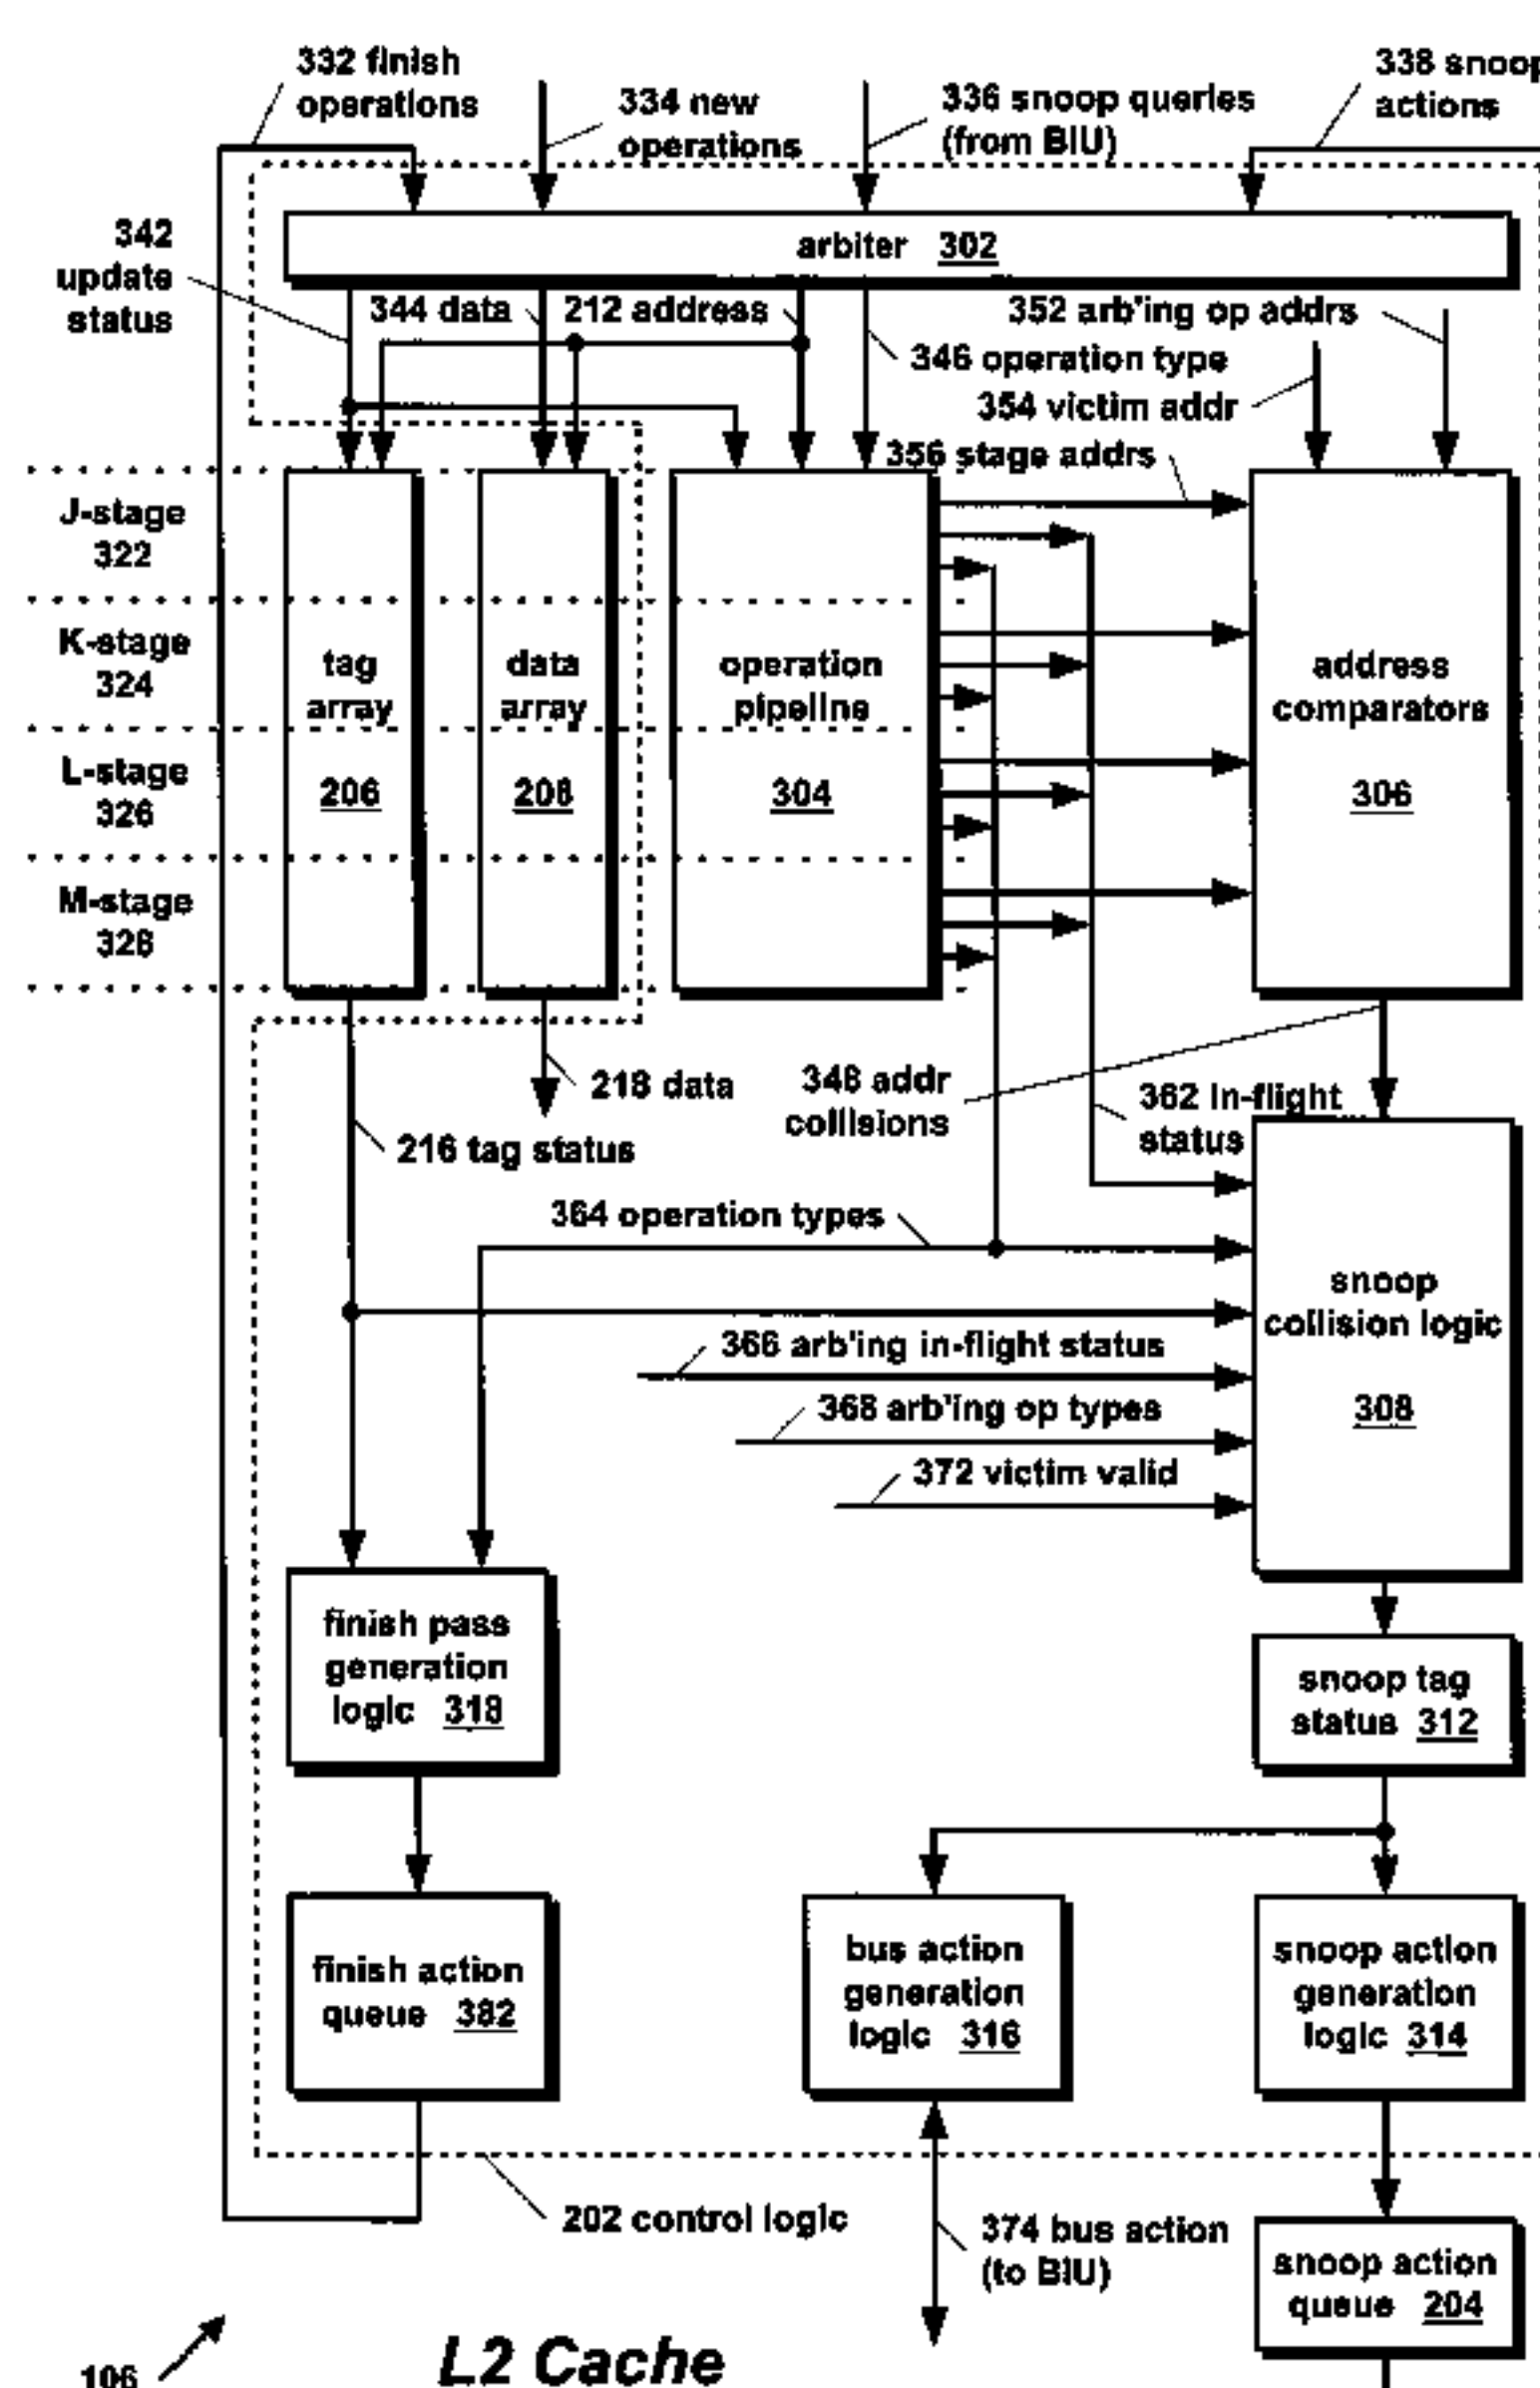 332 finish
operations
334 new
operations
336 snoop queries
(from BIU)
338 snoop
actions
arbiter 302
342
update
status
344 data
212 address
352 arb'ing op addrs
346 operation type
354 victim addr
356 stage addrs
J-stage
322
K-stage
324
L-stage
326
M-stage
328
tag
array
206
data
array
208
operation
pipeline
304
address
comparators
306
218 data
348 addr
collisions
362 in-flight
status
216 tag status
364 operation types
snoop
collision logic
308
366 arb'ing in-flight status
368 arb'ing op types
372 victim valid
finish pass
generation
logic 318
snoop tag
status 312
finish action
queue 382
bus action
generation
logic 316
snoop action
generation
logic 314
202 control logic
374 bus action
(to BIU)
snoop action
queue 204
106
L2 Cache